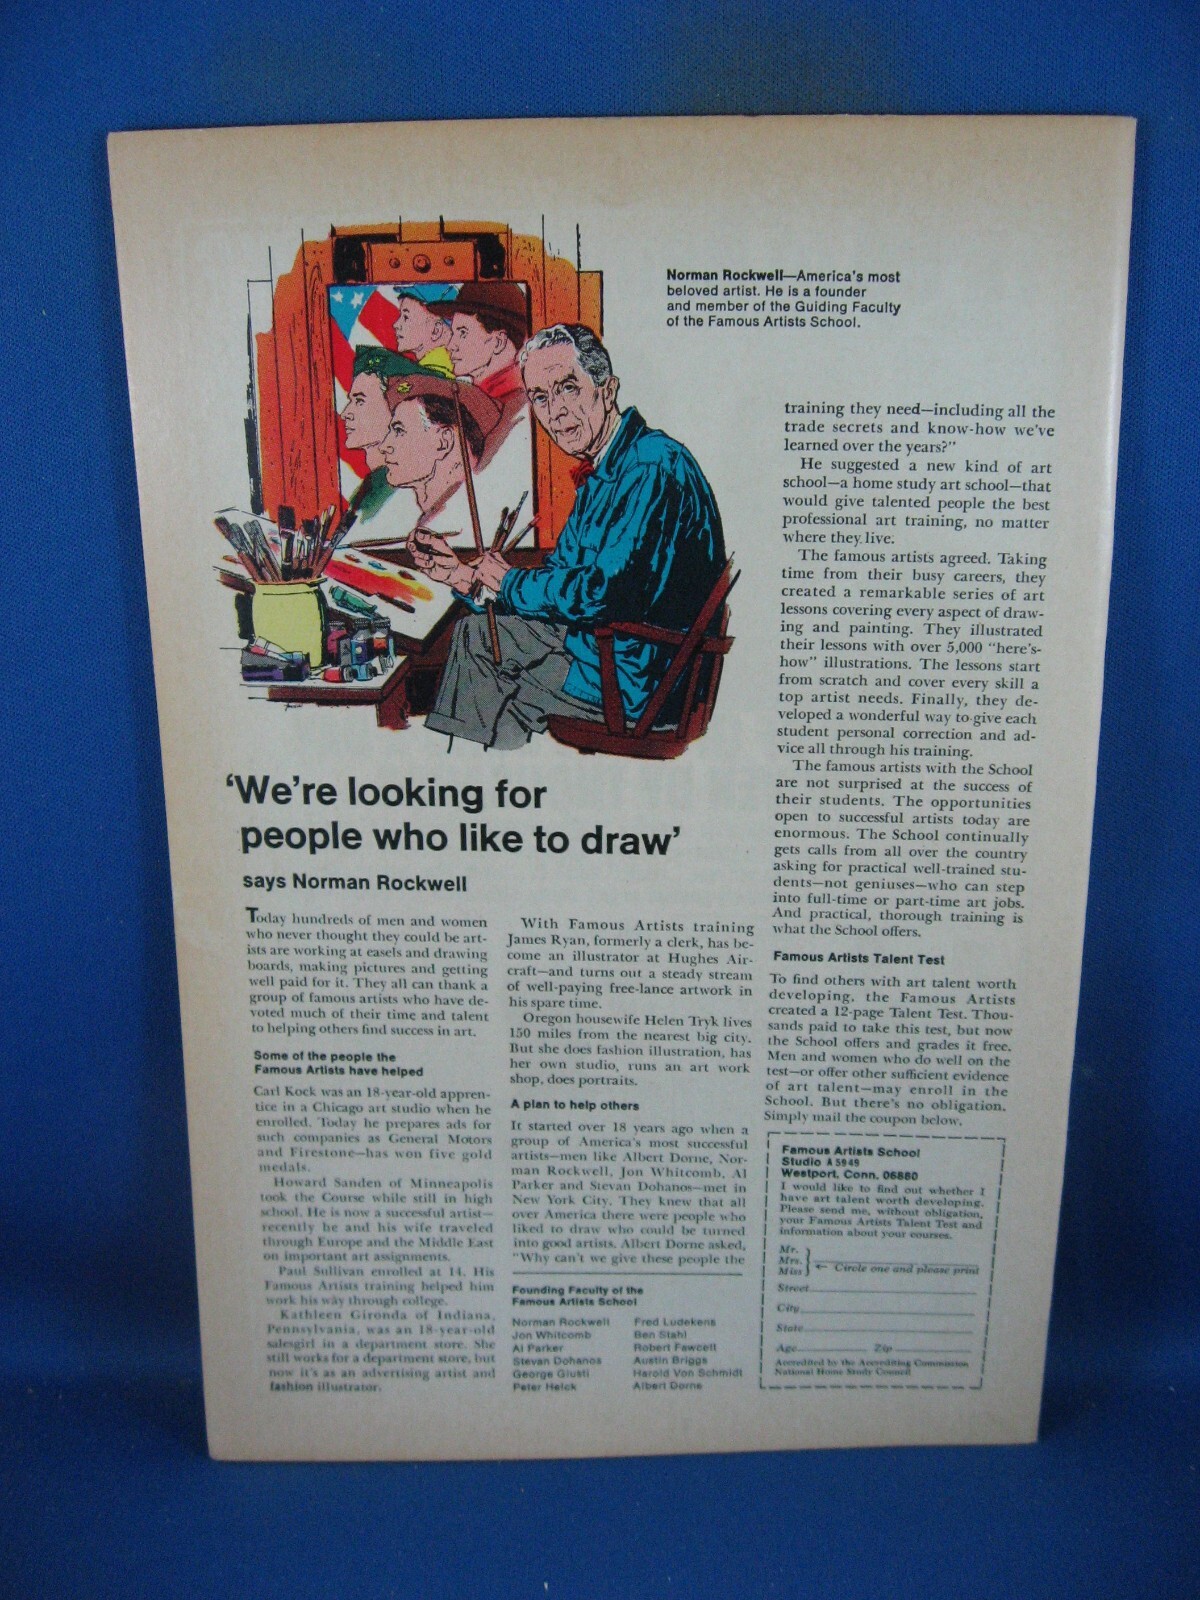 Norman Rockwell—America's most
beloved artist. He is a founder
and member of the Guiding Faculty
of the Famous Artists School.
'We're looking for
people who like to draw'
says Norman Rockwell
Today hundreds of men and women
who never thought they could be art-
ists are working at easels and drawing
boards, making pictures and getting
well paid for it. They all can thank a
group of famous artists who have de-
voted much of their time and talent
to helping others find success in art.
Some of the people the
Famous Artists have helped
Carl Kock was an 18-year-old appren-
tice in a Chicago art studio when he
enrolled. Today he prepares ads for
such companies as General Motors
and Firestone—has won five gold
medals.
Howard Sanden of Minneapolis
took the Course while still in high
school. He is now a successful artist—
recently he and his wife traveled
through Europe and the Middle East
on important art assignments.
Paul Sullivan enrolled at 14. His
Famous Artists training helped him
work his way through college.
Kathleen Gironda of Indiana,
Pennsylvania, was an 18-year-old
salesgirl in a department store. She
still works for a department store, but
now it's as an advertising artist and
fashion illustrator.
With Famous Artists training
James Ryan, formerly a clerk, has be-
come an illustrator at Hughes Air-
craft—and turns out a steady stream
of well-paying free-lance artwork in
his spare time.
Oregon housewife Helen Tryk lives
150 miles from the nearest big city.
But she does fashion illustration, has
her own studio, runs an art work
shop, does portraits.
A plan to help others
It started over 18 years ago when a
group of America's most successful
artists—men like Albert Dorne, Nor-
man Rockwell, Jon Whitcomb, Al
Parker and Stevan Dohanos—met in
New York City. They knew that all
over America there were people who
liked to draw who could be turned
into good artists. Albert Dorne asked,
"Why can't we give these people the
Founding Faculty of the
Famous Artists School
Norman Rockwell
Jon Whitcomb
Al Parker
Stevan Dohanos
George Giusti
Peter Helck
Fred Ludekens
Ben Stahl
Robert Fawcett
Austin Briggs
Harold Von Schmidt
Albert Dorne
training they need—including all the
trade secrets and know-how we've
learned over the years?"
He suggested a new kind of art
school—a home study art school—that
would give talented people the best
professional art training, no matter
where they live.
The famous artists agreed. Taking
time from their busy careers, they
created a remarkable series of art
lessons covering every aspect of draw-
ing and painting. They illustrated
their lessons with over 5,000 "here's-
how" illustrations. The lessons start
from scratch and cover every skill a
top artist needs. Finally, they de-
veloped a wonderful way to give each
student personal correction and ad-
vice all through his training.
The famous artists with the School
are not surprised at the success of
their students. The opportunities
open to successful artists today are
enormous. The School continually
gets calls from all over the country
asking for practical well-trained stu-
dents—not geniuses—who can step
into full-time or part-time art jobs.
And practical, thorough training is
what the School offers.
Famous Artists Talent Test
To find others with art talent worth
developing, the Famous Artists
created a 12-page Talent Test. Thou-
sands paid to take this test, but now
the School offers and grades it free.
Men and women who do well on the
test—or offer other sufficient evidence
of art talent—may enroll in the
School. But there's no obligation.
Simply mail the coupon below.
Famous Artists School
Studio A5949
Westport, Conn. 06880
I would like to find out whether I
have art talent worth developing.
Please send me, without obligation,
your Famous Artists Talent Test and
information about your courses.
Mr.
Mrs.
Miss
Circle one and please print
Street
City
State
Age Zip
Accredited by the Accrediting Commission
National Home Study Council